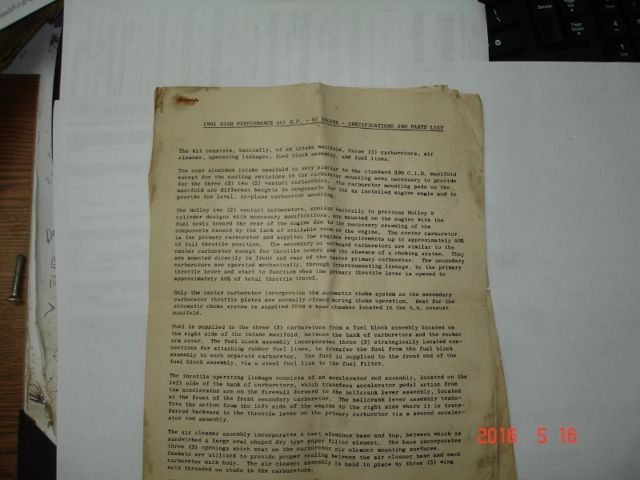 1961 HIGH PERFORMANCE 401 H.P. - 6V ENGINE - SPECIFICATIONS AND PARTS LIST
The kit consists, basically, of an intake manifold, three (3) carburetors, air
cleaner, operating linkages, fuel block assembly, and fuel lines.
The cast aluminum intake manifold is very similar to the standard 390 C.I.D. manifold
except for the casting revisions in the carburetor mounting area necessary to provide
for the three (3) two (2) venturi carburetors. The carburetor mounting pads on the
manifold are different heights to compensate for the as installed engine angle and to
provide for level, in-plane carburetor mounting.
The Holley two (2) venturi carburetors, similar basically to previous Holley 6
cylinder designs with necessary modifications, are mounted on the engine with the
fuel bowls toward the rear of the engine due to the necessary crowding of the
components caused by the lack of available room on the engine. The center carburetor
is the primary carburetor and supplies the engines requirements up to approximately 40%
of full throttle position. The secondary or outboard carburetors are similar to the
center carburetor except for throttle levers and the absence of a choking system. They
are mounted directly in front and rear of the center primary carburetor. The secondary
carburetors are operated mechanically, through interconnecting linkage, by the primary
throttle lever and start to function when the primary throttle lever is opened to
approximately 40% of total throttle travel.
Only the center carburetor incorporates the automatic choke system as the secondary
carburetor throttle plates are normally closed during choke operation. Heat for the
automatic choke system is supplied from a heat chamber located in the R.H. exhaust
manifold.
Fuel is supplied to the three (3) carburetors from a fuel block assembly located on
the right side of the intake manifold, between the bank of carburetors and the rocker
arm cover. The fuel block assembly incorporates three (3) strategically located con-
nections for attaching rubber fuel lines, to transfer the fuel from the fuel block
assembly to each separate carburetor. The fuel is supplied to the front end of the
fuel block assembly, via a steel fuel line to the fuel filter.
The throttle operating linkage consists of an accelerator rod assembly, located on the
left side of the bank of carburetors, which transfers accelerator pedal action from
the accelerator arm on the firewall forward to the bellcrank lever assembly, located
at the front of the front secondary carburetor. The bellcrank lever assembly trans-
fers the action from the left side of the engine to the right side where it is trans-
ferred backward to the throttle lever on the primary carburetor via a second acceler-
ator rod assembly.
The air cleaner assembly incorporates a cast aluminum base and top, between which is
sandwiched a large oval shaped dry type paper filter element. The base incorporates
three (3) openings which seat on the carburetor air cleaner mounting surfaces.
Gaskets are utilized to provide proper sealing between the air cleaner base and each
carburetor main body. The air cleaner assembly is held in place by three (3) wing
nuts threaded on studs in the carburetors.
2016 5 16